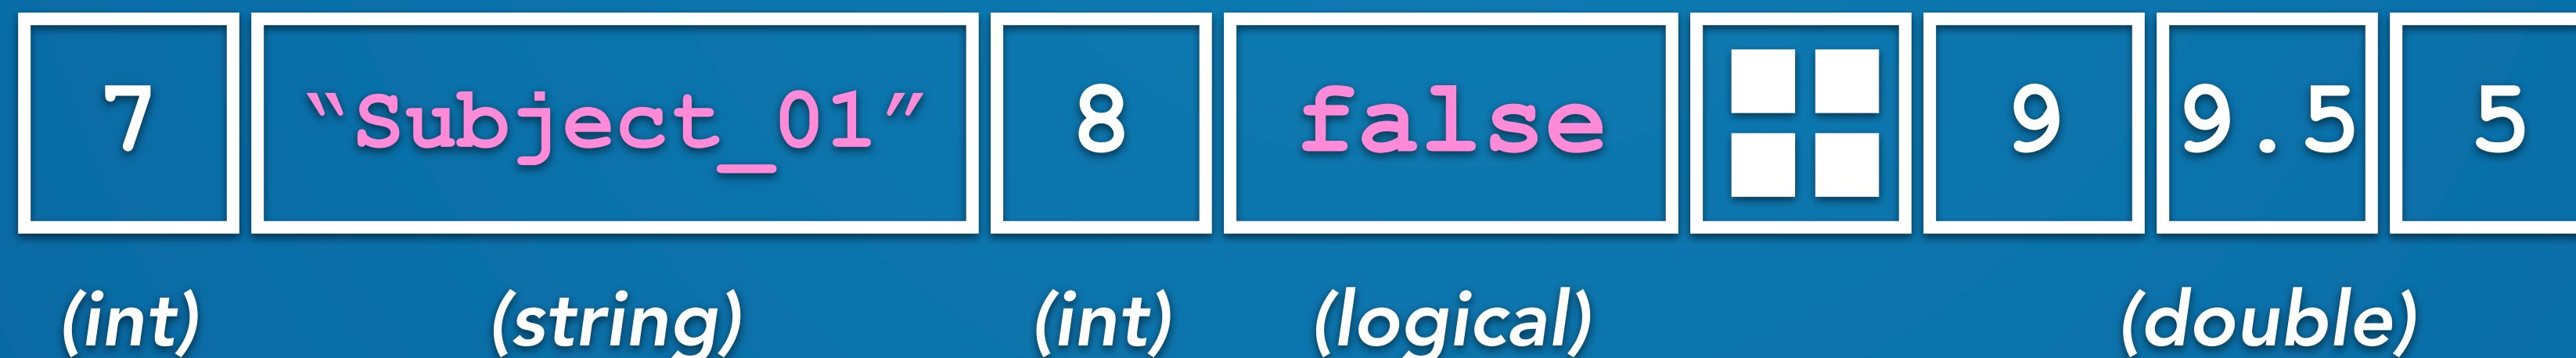 7 “Subject_01” 8 false 9 9.5 5
(int) (string) (int) (logical) (double)